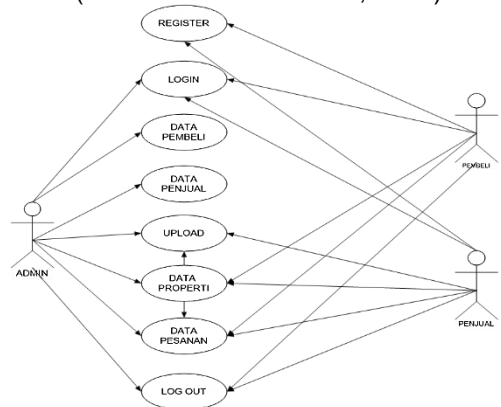 REGISTER
LOGIN
DATA
PEMBELI
DATA
PENJUAL
UPLOAD
DATA
PROPERTI
DATA
PESANAN
LOG OUT
ADMIN
PEMBELI
PENJUAL